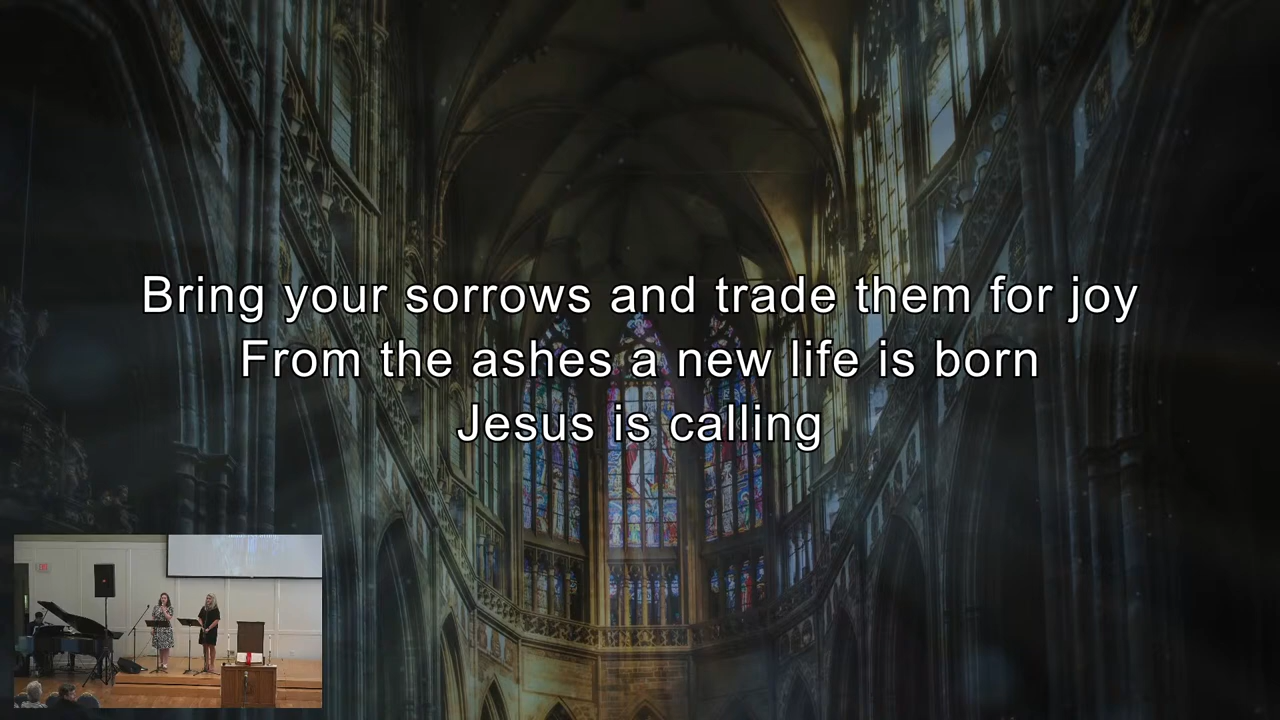 Bring your sorrows and trade them for joy
From the ashes a new life is born
Jesus is calling